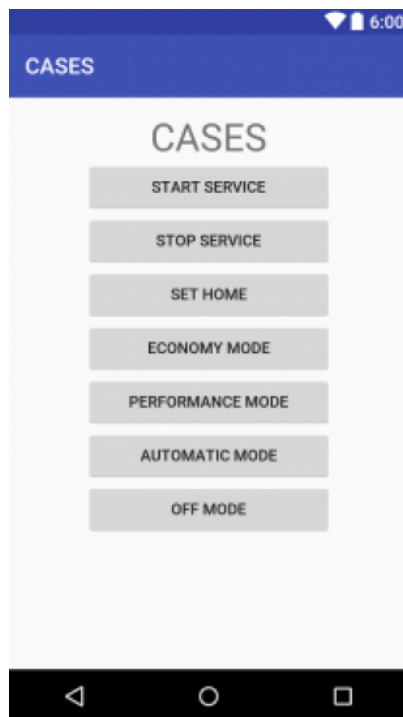 6:00
CASES
CASES
START SERVICE
STOP SERVICE
SET HOME
ECONOMY MODE
PERFORMANCE MODE
AUTOMATIC MODE
OFF MODE